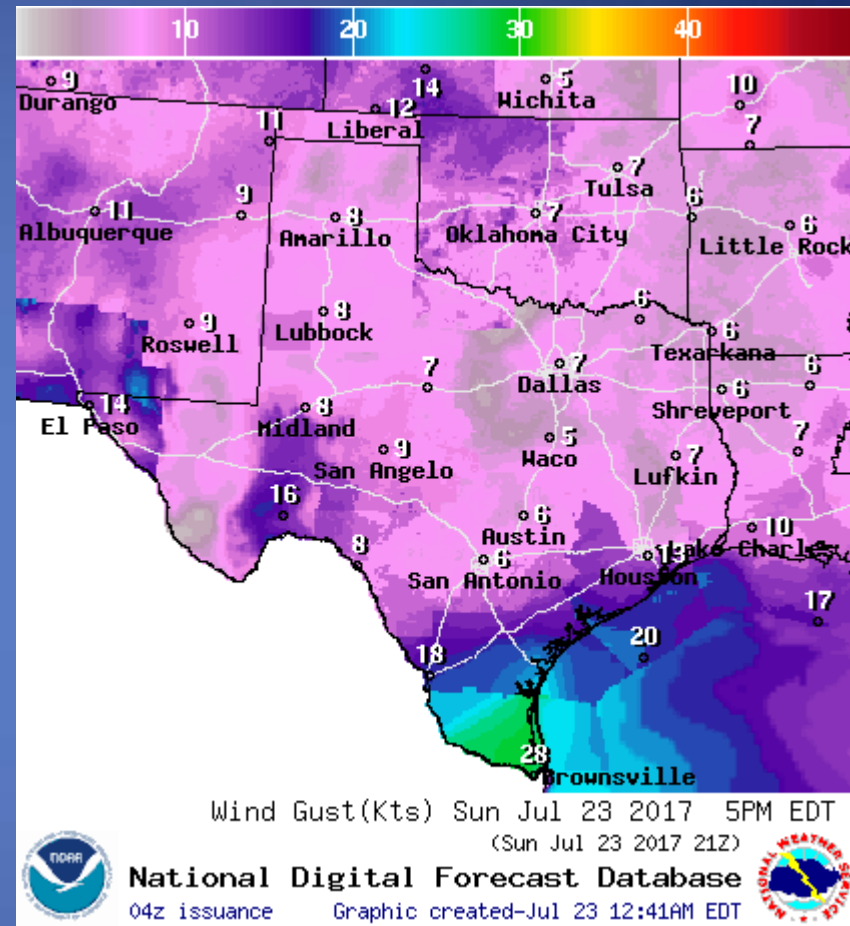 10 20 30 40
9 14 5 10
Durango 12 Wichita
11 Liberal 7
7
Tulsa
11 9 8 7 6 6
Albuquerque Amarillo Oklahoma City Little Rock
9 8 6 6
Roswell Lubbock Texarkana
7 7 6
Dallas
14 8 6
El Paso Midland Shreveport
9 5 7 7
San Angelo Waco Lufkin
16 6 10
Austin
8 6 13 Lake Charles
San Antonio Houston
17
20
18
28
Brownsville
Wind Gust(Kts) Sun Jul 23 2017 5PM EDT
(Sun Jul 23 2017 21Z)
National Digital Forecast Database
04z issuance Graphic created-Jul 23 12:41AM EDT
NOAA
NATIONAL WEATHER SERVICE